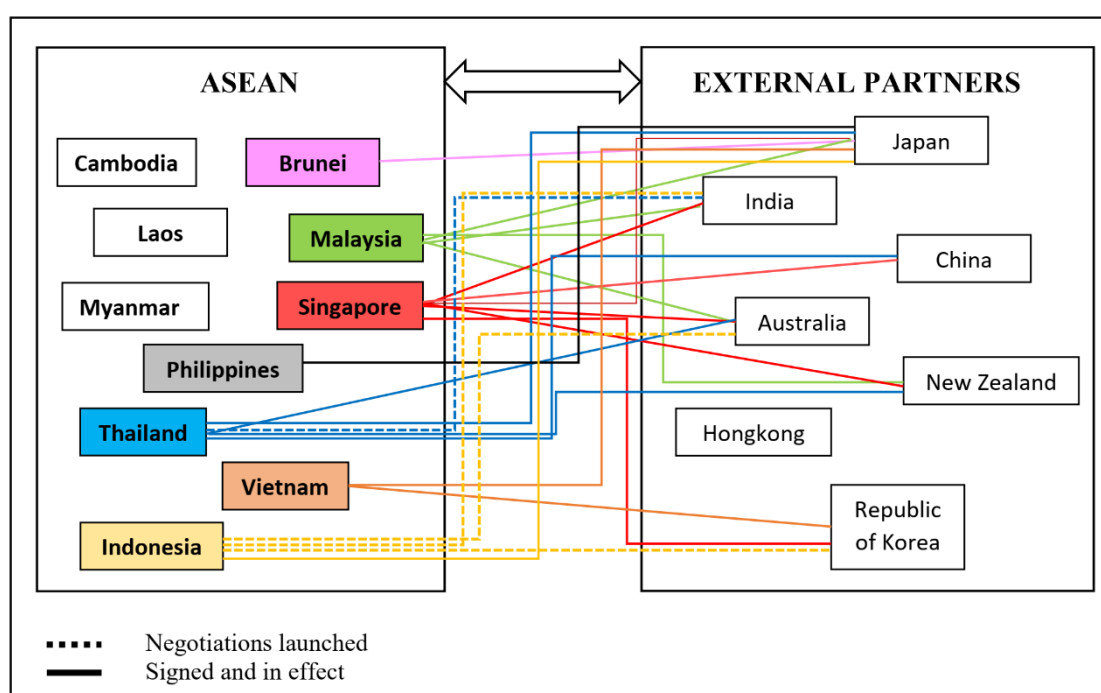 ASEAN
Cambodia
Brunei
Laos
Malaysia
Myanmar
Singapore
Philippines
Thailand
Vietnam
Indonesia
EXTERNAL PARTNERS
Japan
India
China
Australia
New Zealand
Hongkong
Republic
of Korea
Negotiations launched
Signed and in effect